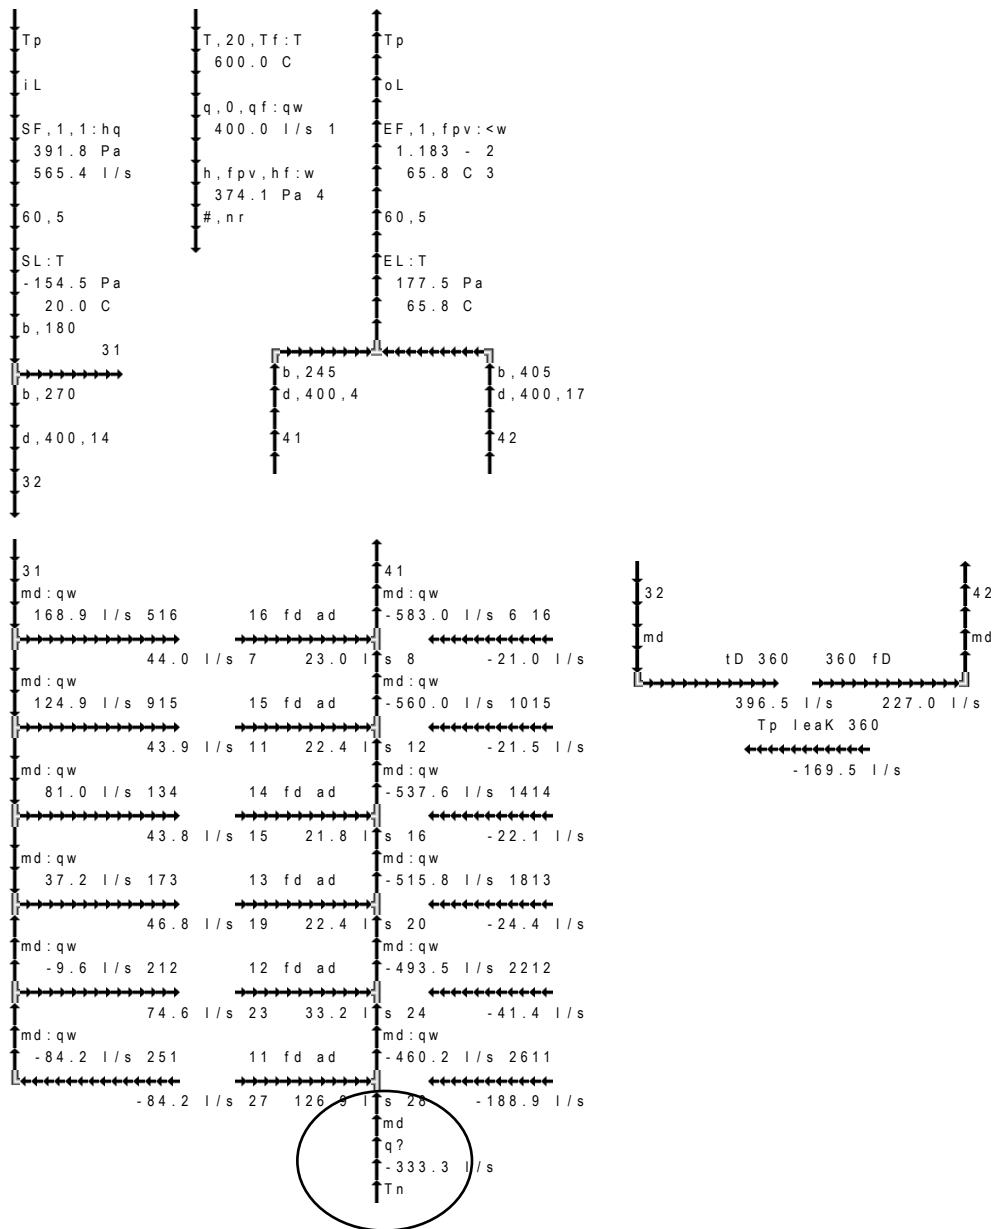 Tp
iL
SF,1,1:hq
391.8 Pa
565.4 l/s
60,5
SL:T
-154.5 Pa
20.0 C
b,180
31
b,270
d,400,14
32
T,20,Tf:T
600.0 C
q,0,qf:qw
400.0 l/s 1
h,fpv,hf:w
374.1 Pa 4
#,nr
Tp
oL
EF,1,fpv:<w
1.183 - 2
65.8 C 3
60,5
EL:T
177.5 Pa
65.8 C
b,245
d,400,4
41
b,405
d,400,17
42
31
41
md:qw
md:qw
168.9 l/s 516
16 fd ad
-583.0 l/s 6 16
44.0 l/s 7
23.0 l/s 8
-21.0 l/s
md:qw
md:qw
124.9 l/s 915
15 fd ad
-560.0 l/s 1015
43.9 l/s 11
22.4 l/s 12
-21.5 l/s
md:qw
md:qw
81.0 l/s 134
14 fd ad
-537.6 l/s 1414
43.8 l/s 15
21.8 l/s 16
-22.1 l/s
md:qw
md:qw
37.2 l/s 173
13 fd ad
-515.8 l/s 1813
46.8 l/s 19
22.4 l/s 20
-24.4 l/s
md:qw
md:qw
-9.6 l/s 212
12 fd ad
-493.5 l/s 2212
74.6 l/s 23
33.2 l/s 24
-41.4 l/s
md:qw
md:qw
-84.2 l/s 251
11 fd ad
-460.2 l/s 2611
-84.2 l/s 27
126.9 l/s 28
-188.9 l/s
md
q?
-333.3 l/s
Tn
32
42
md
md
tD 360
360 fD
396.5 l/s
227.0 l/s
Tp leaK 360
-169.5 l/s